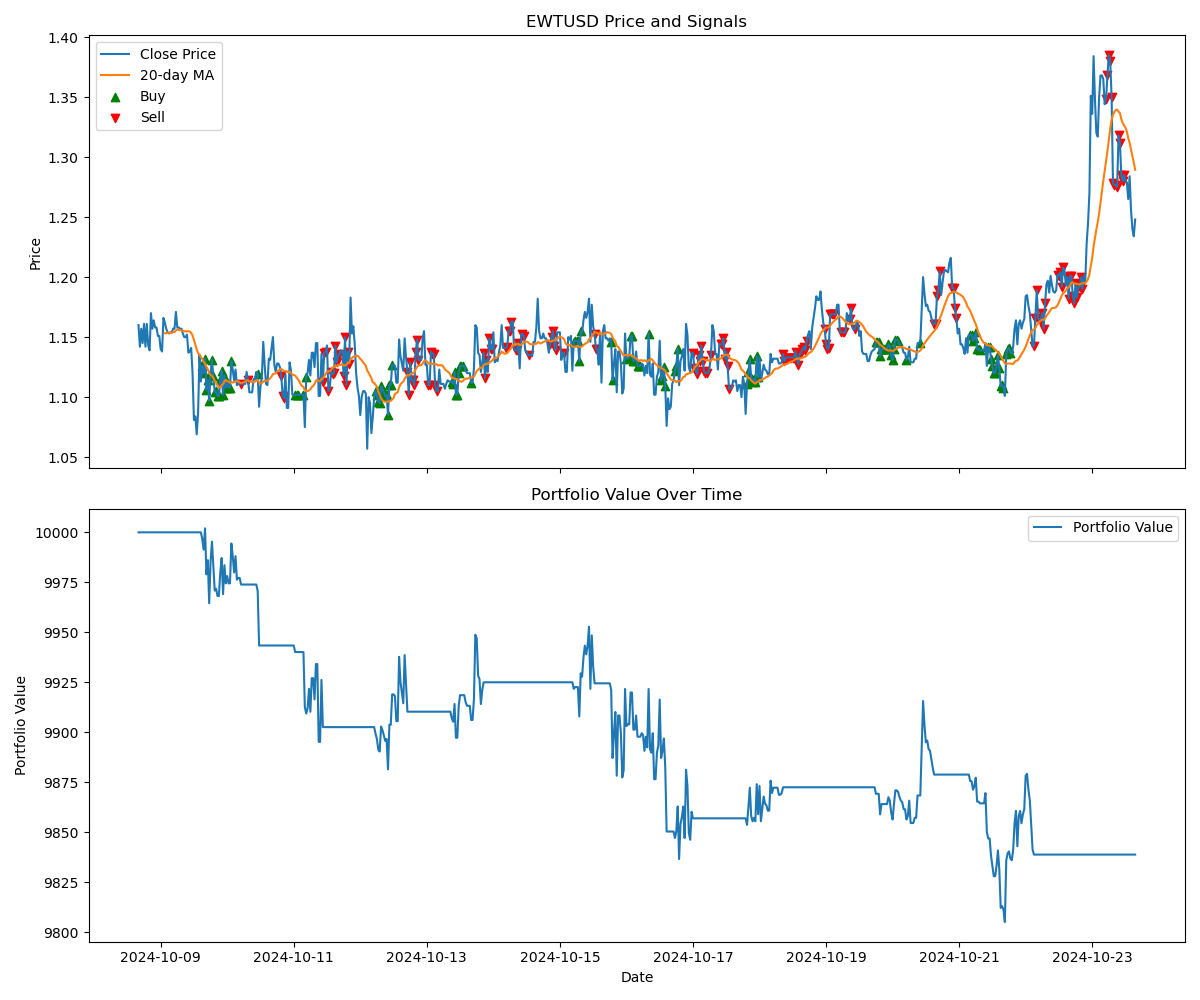 EWTUSD Price and Signals
1.40
1.35
1.30
1.25
1.20
1.15
1.10
1.05
Price
Close Price
20-day MA
Buy
Sell
Portfolio Value Over Time
10000
9975
9950
9925
9900
9875
9850
9825
9800
Portfolio Value
Portfolio Value
2024-10-09
2024-10-11
2024-10-13
2024-10-15
2024-10-17
2024-10-19
2024-10-21
2024-10-23
Date